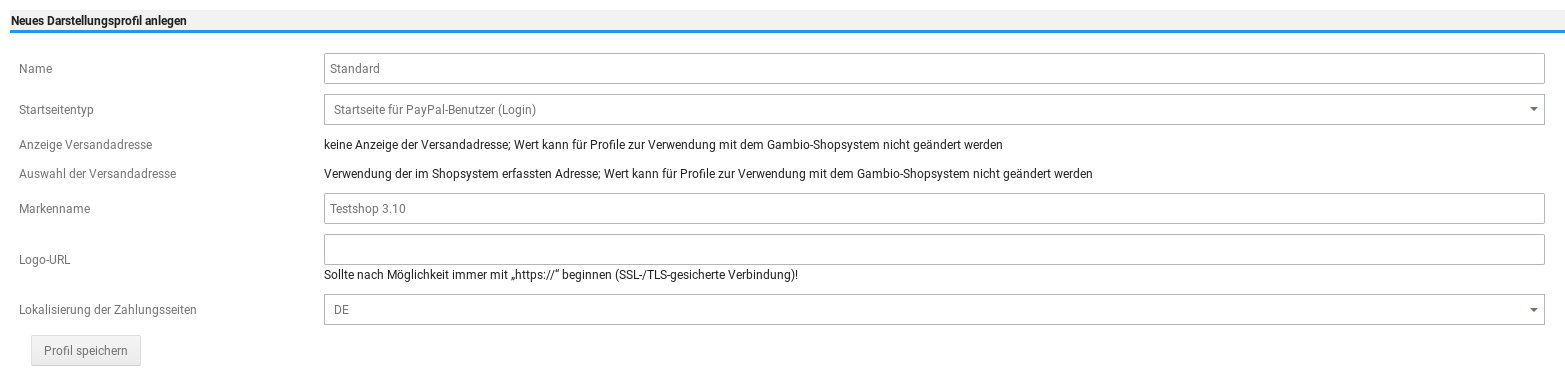 Neues Darstellungsprofil anlegen
Name
Standard
Startseitentyp
Startseite für PayPal-Benutzer (Login)
Anzeige Versandadresse
keine Anzeige der Versandadresse; Wert kann für Profile zur Verwendung mit dem Gambio-Shopsystem nicht geändert werden
Auswahl der Versandadresse
Verwendung der im Shopsystem erfassten Adresse; Wert kann für Profile zur Verwendung mit dem Gambio-Shopsystem nicht geändert werden
Markenname
Testshop 3.10
Logo-URL
Sollte nach Möglichkeit immer mit „https://“ beginnen (SSL-/TLS-gesicherte Verbindung)!
Lokalisierung der Zahlungsseiten
DE
Profil speichern